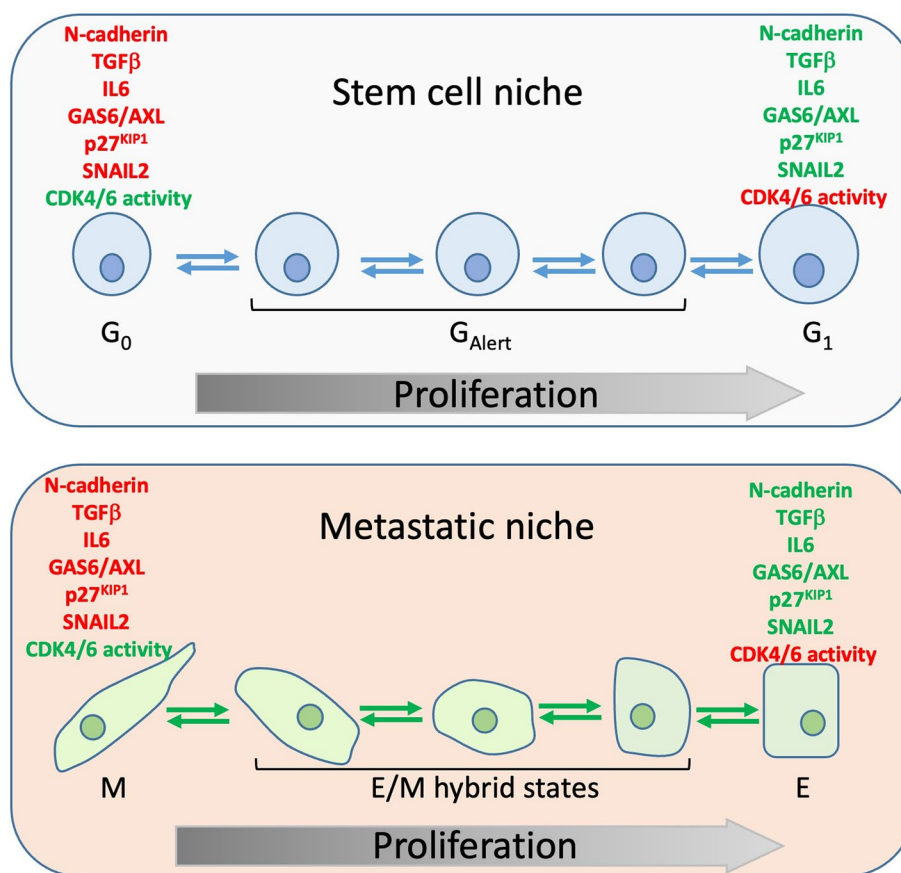 N-cadherin
TGFβ
IL6
GAS6/AXL
p27KIP1
SNAIL2
CDK4/6 activity
Stem cell niche
N-cadherin
TGFβ
IL6
GAS6/AXL
p27KIP1
SNAIL2
CDK4/6 activity
G0
GAlert
G1
Proliferation
N-cadherin
TGFβ
IL6
GAS6/AXL
p27KIP1
SNAIL2
CDK4/6 activity
Metastatic niche
N-cadherin
TGFβ
IL6
GAS6/AXL
p27KIP1
SNAIL2
CDK4/6 activity
M
E/M hybrid states
E
Proliferation